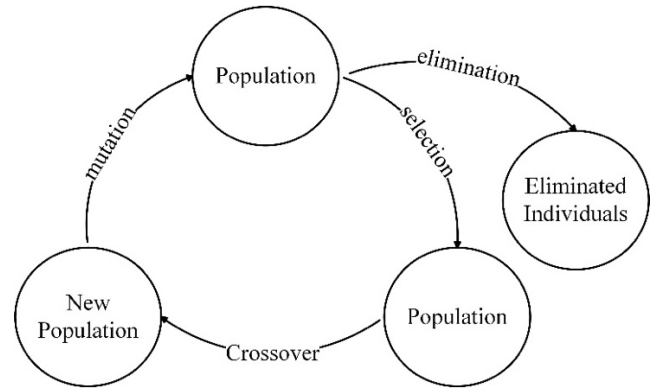 Population
elimination
mutation
selection
Eliminated
Individuals
New
Population
Population
Crossover